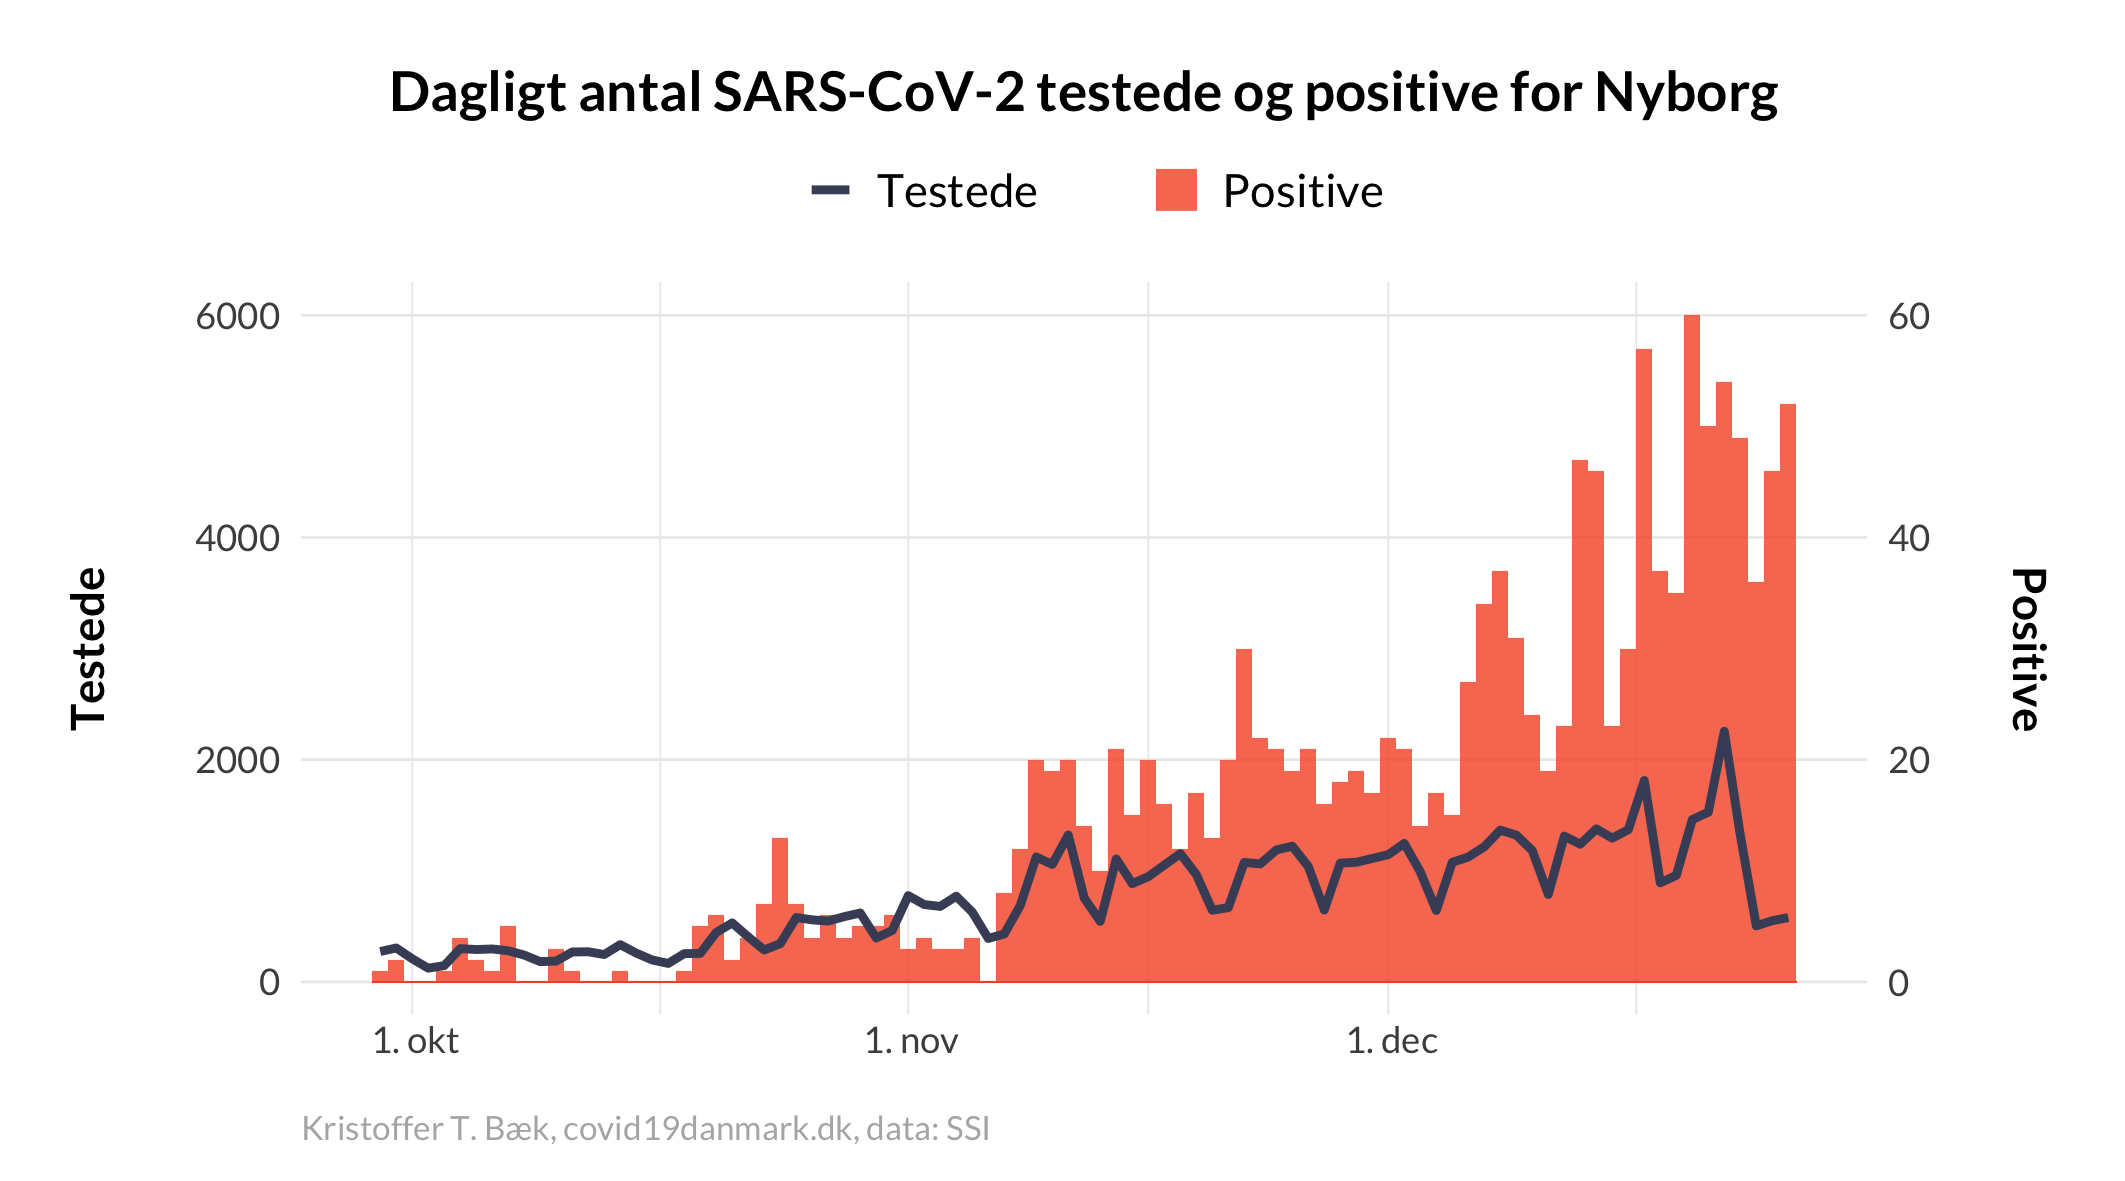 Dagligt antal SARS-CoV-2 testede og positive for Nyborg
Testede
Positive
6000
4000
2000
0
Testede
60
40
20
0
Positive
1. okt
1. nov
1. dec
Kristoffer T. Bæk, covid19danmark.dk, data: SSI